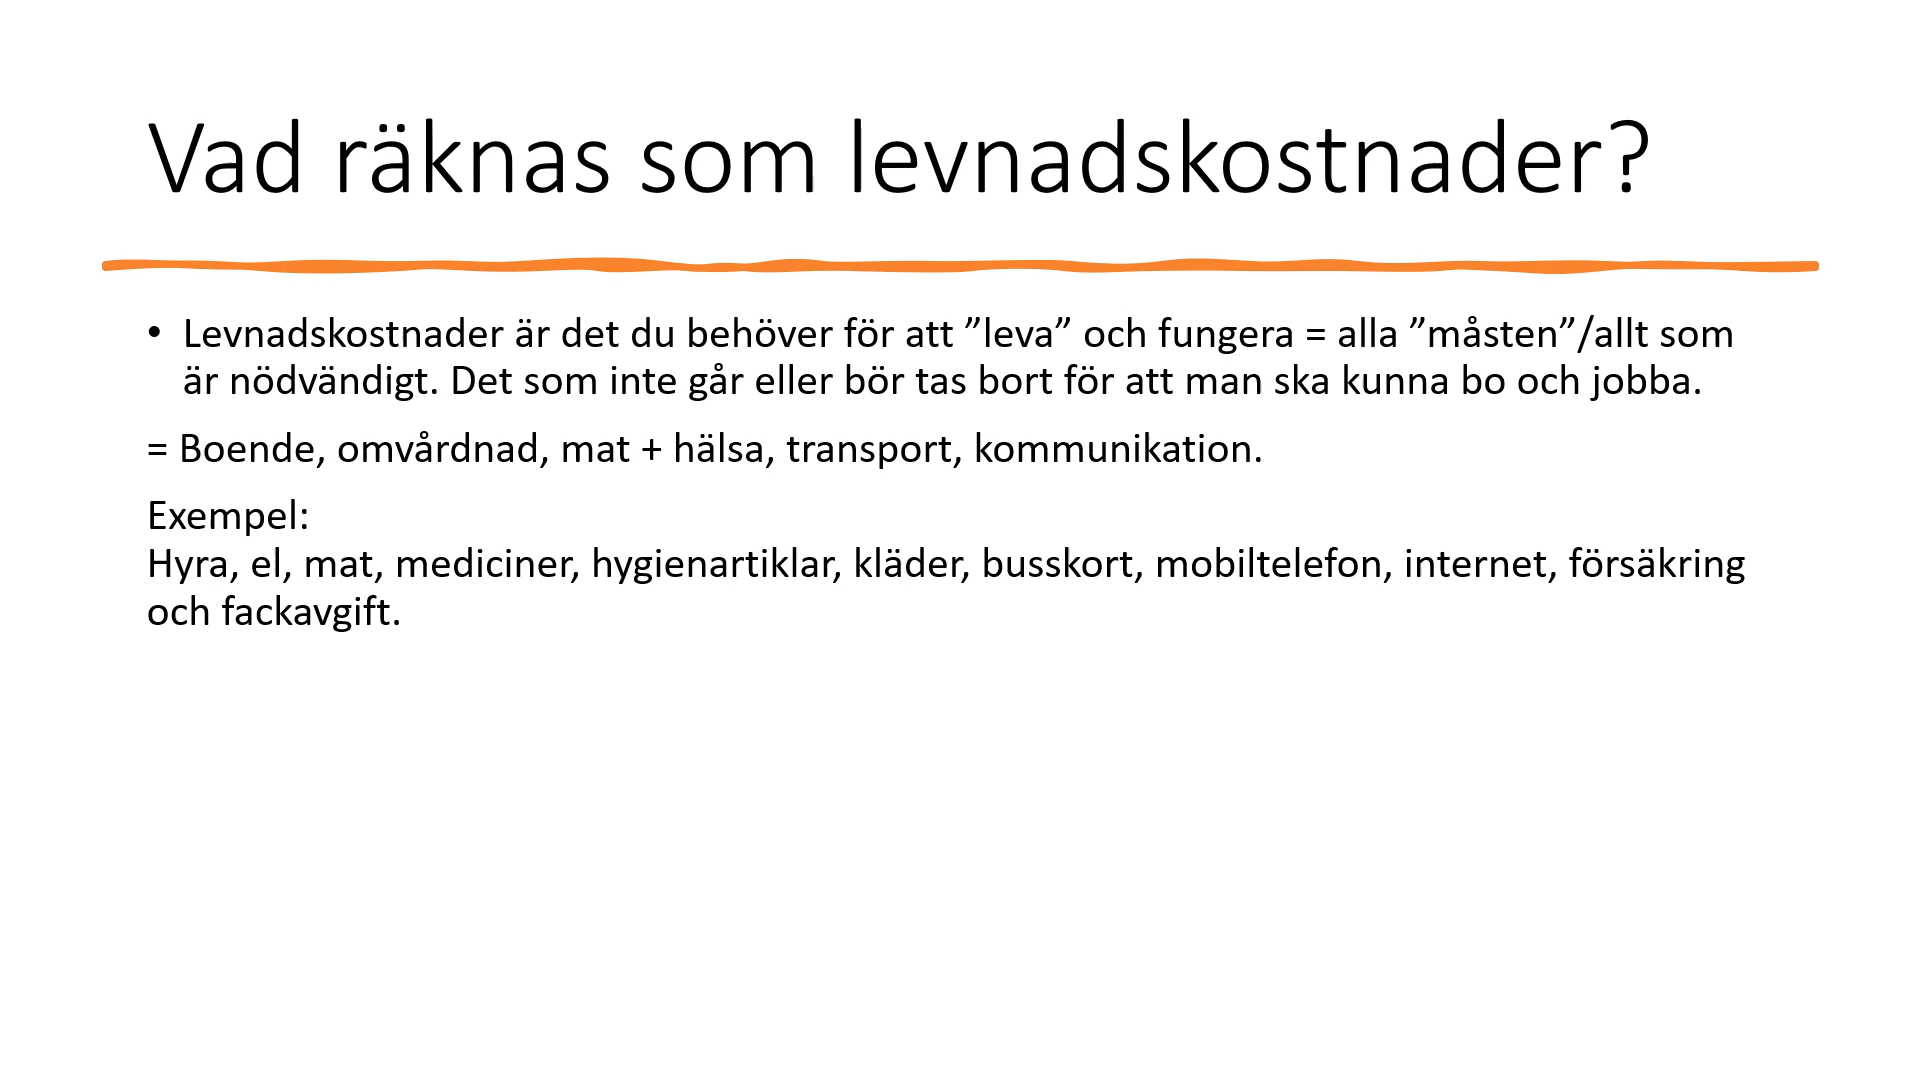 Vad räknas som levnadskostnader?
• Levnadskostnader är det du behöver för att ”leva” och fungera = alla ”måsten”/allt som
är nödvändigt. Det som inte går eller bör tas bort för att man ska kunna bo och jobba.
= Boende, omvårdnad, mat + hälsa, transport, kommunikation.
Exempel:
Hyra, el, mat, mediciner, hygienartiklar, kläder, busskort, mobiltelefon, internet, försäkring
och fackavgift.